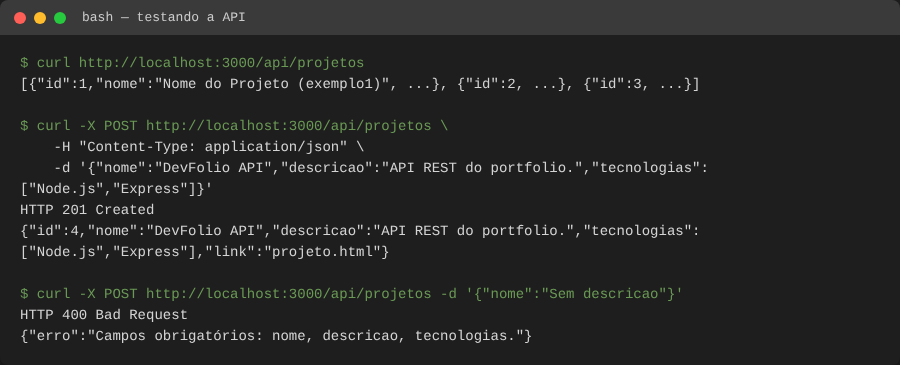 bash — testando a API
$ curl http://localhost:3000/api/projetos
[{"id":1,"nome":"Nome do Projeto (exemplo1)", ...}, {"id":2, ...}, {"id":3, ...}]
$ curl -X POST http://localhost:3000/api/projetos \
    -H "Content-Type: application/json" \
    -d '{"nome":"DevFolio API","descricao":"API REST do portfolio.","tecnologias":
["Node.js","Express"]}'
HTTP 201 Created
{"id":4,"nome":"DevFolio API","descricao":"API REST do portfolio.","tecnologias":
["Node.js","Express"],"link":"projeto.html"}
$ curl -X POST http://localhost:3000/api/projetos -d '{"nome":"Sem descricao"}'
HTTP 400 Bad Request
{"erro":"Campos obrigatórios: nome, descricao, tecnologias."}